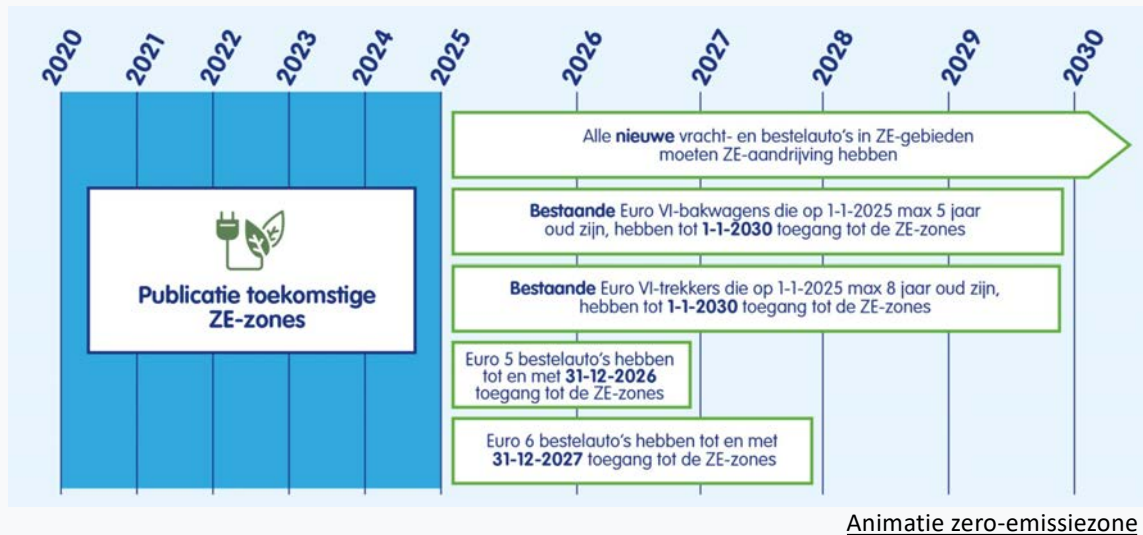 2020
2021
2022
2023
2024
2025
2026
2027
2028
2029
2030
Publicatie toekomstige
ZE-zones
Alle nieuwe vracht- en bestelauto's in ZE-gebieden
moeten ZE-aandrijving hebben
Bestaande Euro VI-bakwagens die op 1-1-2025 max 5 jaar
oud zijn, hebben tot 1-1-2030 toegang tot de ZE-zones
Bestaande Euro VI-trekkers die op 1-1-2025 max 8 jaar oud zijn,
hebben tot 1-1-2030 toegang tot de ZE-zones
Euro 5 bestelauto's hebben
tot en met 31-12-2026
toegang tot de ZE-zones
Euro 6 bestelauto's hebben tot en met
31-12-2027 toegang tot de ZE-zones
Animatie zero-emissiezone